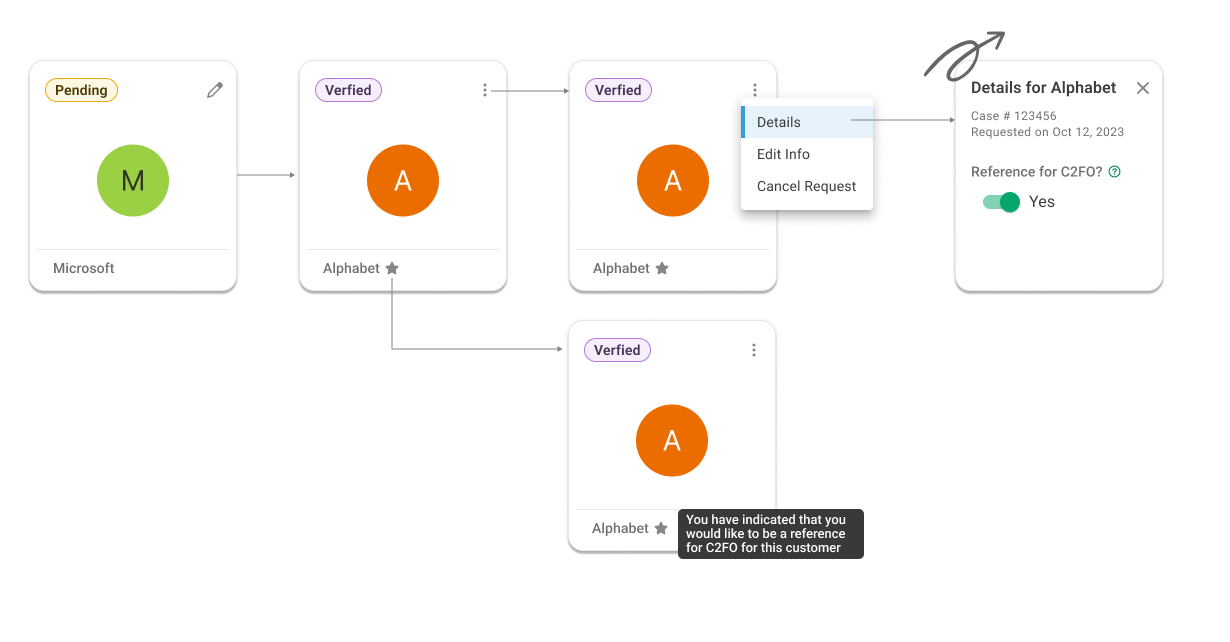 Pending
M
Microsoft
Verfied
A
Alphabet
Verfied
A
Alphabet
Details
Edit Info
Cancel Request
Details for Alphabet
Case # 123456
Requested on Oct 12, 2023
Reference for C2FO? ?
Yes
Verfied
A
Alphabet
You have indicated that you
would like to be a reference
for C2FO for this customer